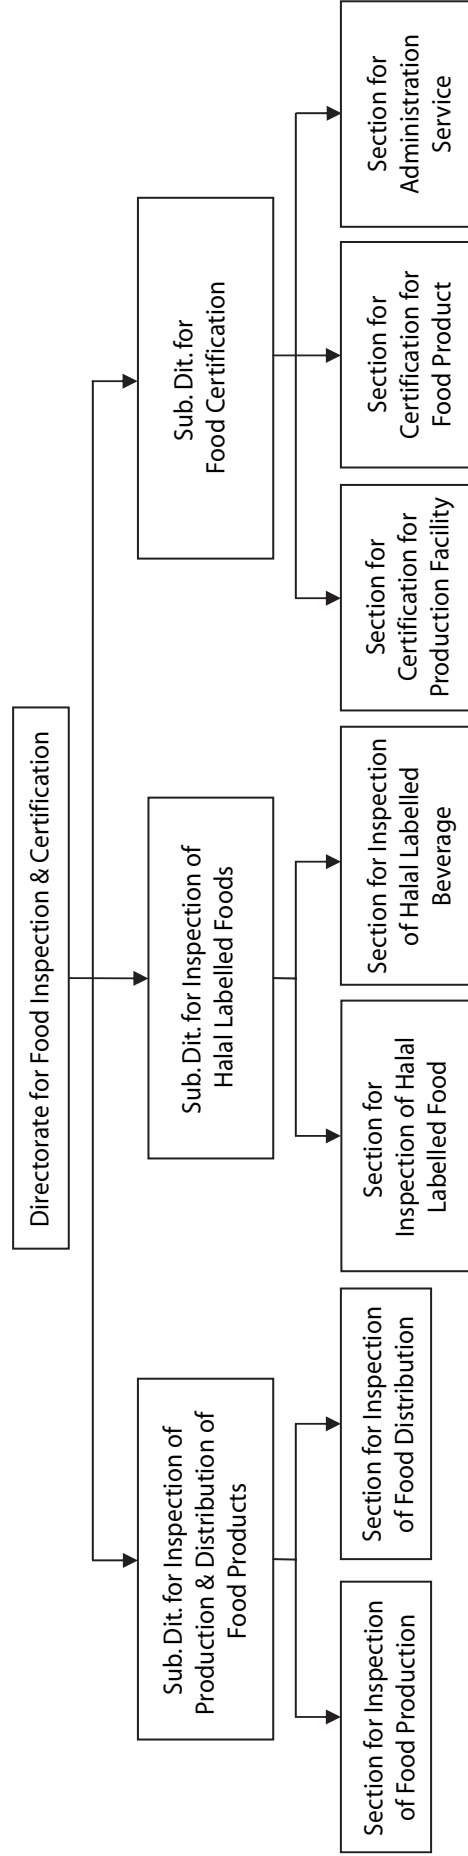 Directorate for Food Inspection & Certification
Sub. Dit. for Inspection of
Production & Distribution of
Food Products
Sub. Dit. for Inspection of
Halal Labelled Foods
Sub. Dit. for
Food Certification
Section for Inspection
of Food Production
Section for Inspection
of Food Distribution
Section for
Inspection of Halal
Labelled Food
Section for Inspection
of Halal Labelled
Beverage
Section for
Certification for
Production Facility
Section for
Certification for
Food Product
Section for
Administration
Service